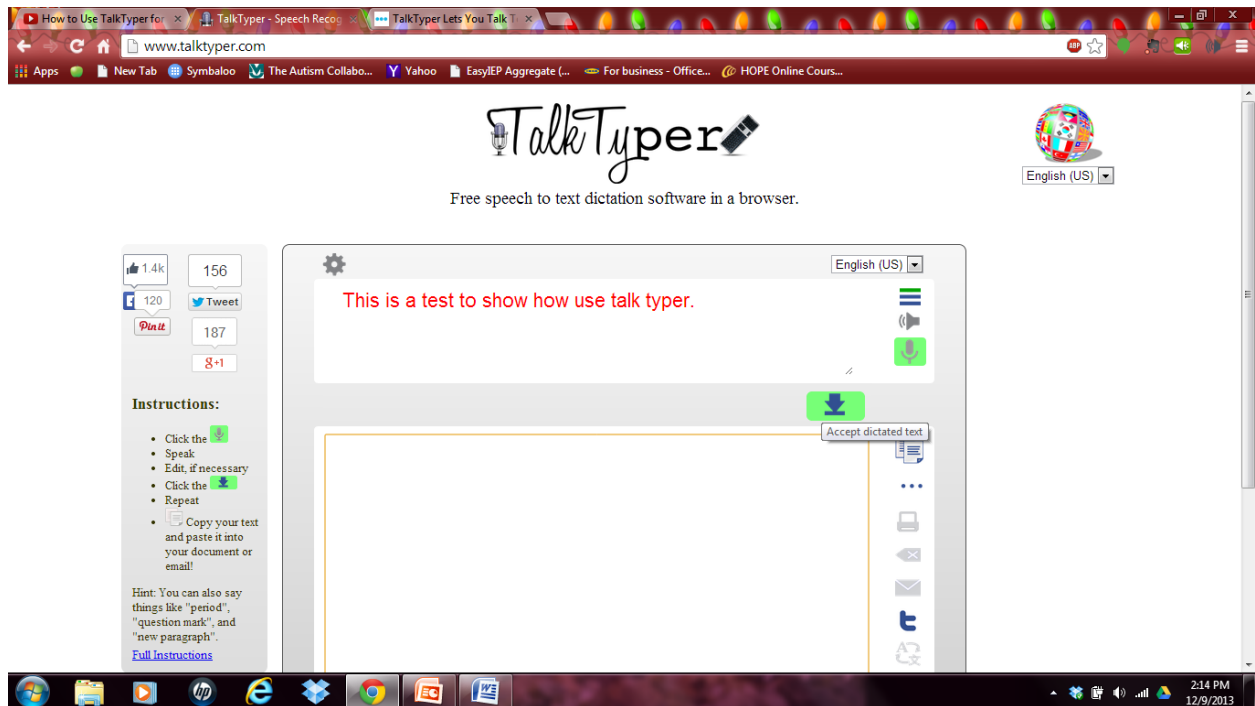 How to Use TalkTyper for
TalkTyper - Speech Recog
TalkTyper Lets You Talk T
www.talktyper.com
ABP
Apps
New Tab
Symbaloo
The Autism Collabo...
Yahoo
EasyIEP Aggregate (...
For business - Office...
HOPE Online Cours...
TalkTyper
English (US)
Free speech to text dictation software in a browser.
1.4k
156
120
Tweet
Pin it
187
g+1
English (US)
This is a test to show how use talk typer.
Accept dictated text
Instructions:
Click the
Speak
Edit, if necessary
Click the
Repeat
Copy your text
and paste it into
your document or
email!
Hint: You can also say
things like "period",
"question mark", and
"new paragraph".
Full Instructions
2:14 PM
12/9/2013